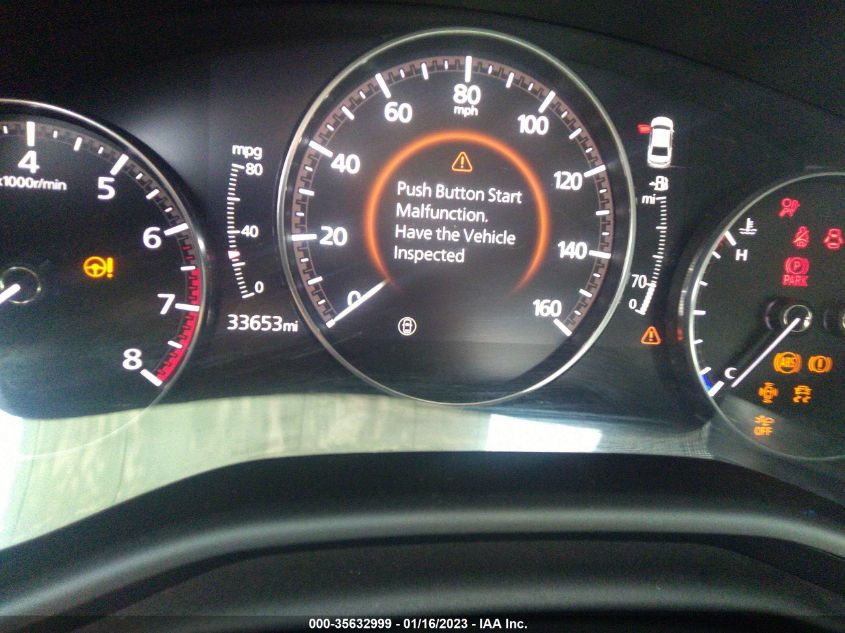 80
mph
60
100
40
120
20
140
0
160
Push Button Start
Malfunction.
Have the Vehicle
Inspected
4
x1000r/min
5
6
7
8
mpg
80
40
0
33653mi
mi
70
0
H
C
PARK
ABS
OFF
000-35632999 - 01/16/2023 - IAA Inc.